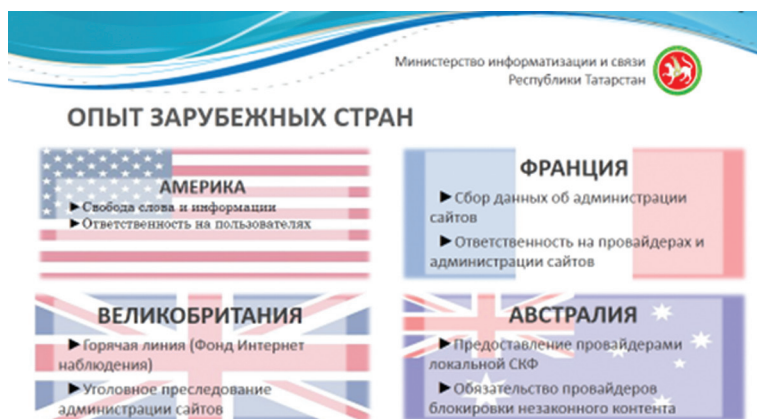 Министерство информатизации и связи
Республики Татарстан
ОПЫТ ЗАРУБЕЖНЫХ СТРАН
АМЕРИКА
►Свобода слова и информации
►Ответственность на пользователях
ФРАНЦИЯ
►Сбор данных об администрации
сайтов
►Ответственность на провайдерах и
администрации сайтов
ВЕЛИКОБРИТАНИЯ
►Горячая линия (Фонд Интернет
наблюдения)
►Уголовное преследование
администрации сайтов
АВСТРАЛИЯ
►Предоставление провайдерами
локальной СКФ
►Обязательство провайдеров
блокировки незаконного контента